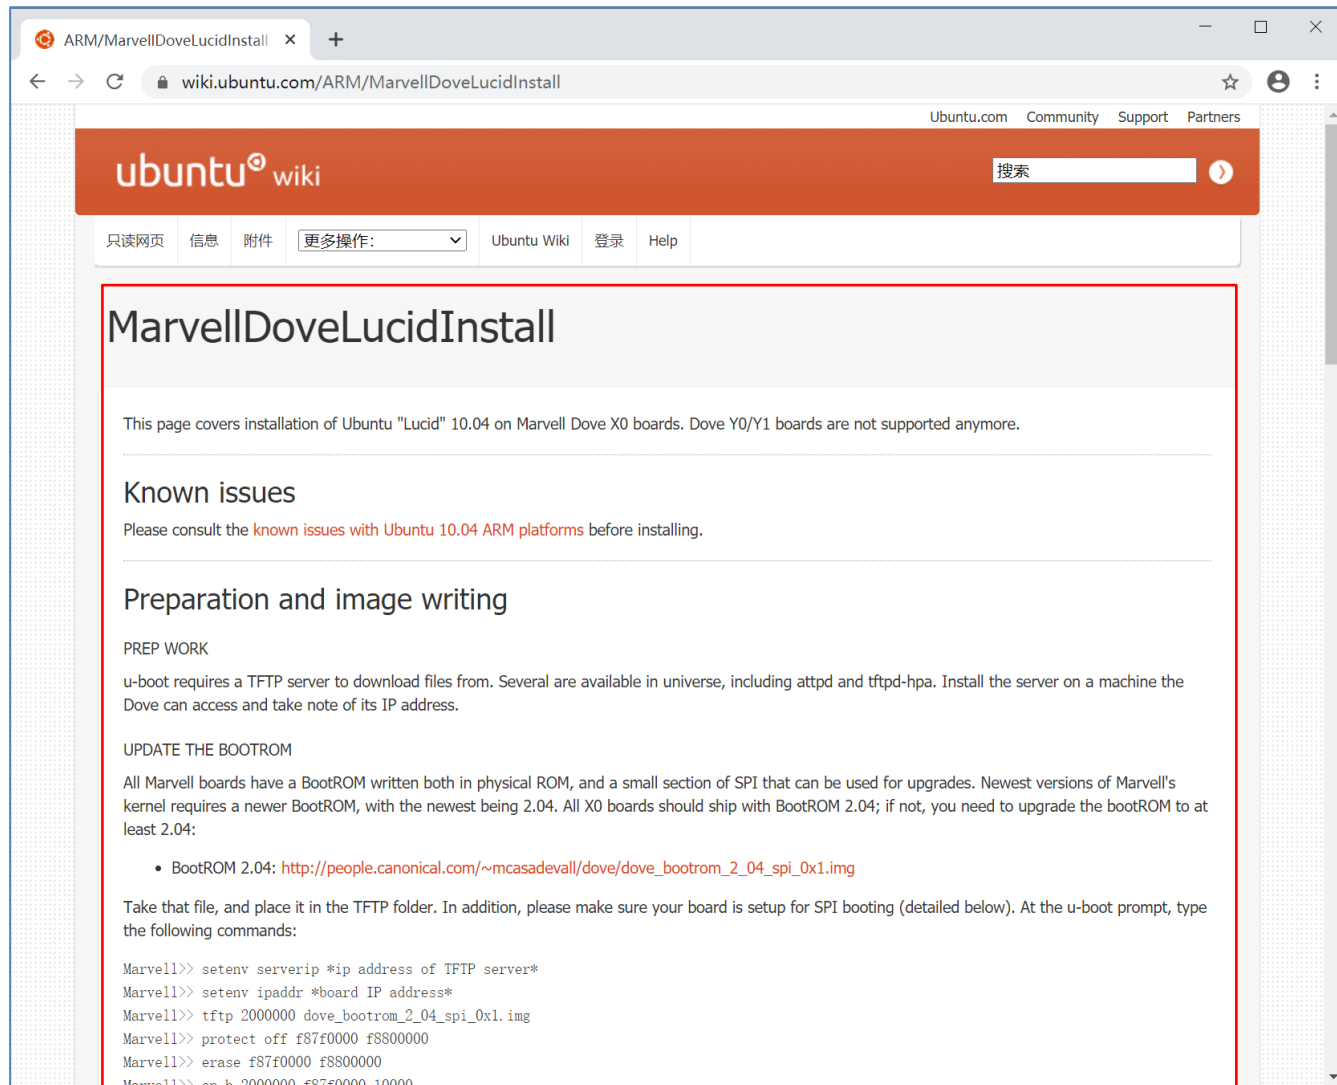 ARM/MarvellDoveLucidInstall
wiki.ubuntu.com/ARM/MarvellDoveLucidInstall
Ubuntu.com Community Support Partners
ubuntu wiki
搜索
只读网页 信息 附件 更多操作： Ubuntu Wiki 登录 Help
MarvellDoveLucidInstall
This page covers installation of Ubuntu "Lucid" 10.04 on Marvell Dove X0 boards. Dove Y0/Y1 boards are not supported anymore.
Known issues
Please consult the known issues with Ubuntu 10.04 ARM platforms before installing.
Preparation and image writing
PREP WORK
u-boot requires a TFTP server to download files from. Several are available in universe, including attpd and tftpd-hpa. Install the server on a machine the
Dove can access and take note of its IP address.
UPDATE THE BOOTROM
All Marvell boards have a BootROM written both in physical ROM, and a small section of SPI that can be used for upgrades. Newest versions of Marvell's
kernel requires a newer BootROM, with the newest being 2.04. All X0 boards should ship with BootROM 2.04; if not, you need to upgrade the bootROM to at
least 2.04:
• BootROM 2.04: http://people.canonical.com/~mcasadevall/dove/dove_bootrom_2_04_spi_0x1.img
Take that file, and place it in the TFTP folder. In addition, please make sure your board is setup for SPI booting (detailed below). At the u-boot prompt, type
the following commands:
Marvell>> setenv serverip *ip address of TFTP server*
Marvell>> setenv ipaddr *board IP address*
Marvell>> tftp 2000000 dove_bootrom_2_04_spi_0x1.img
Marvell>> protect off f87f0000 f8800000
Marvell>> erase f87f0000 f8800000
Marvell>> cp.b 2000000 f87f0000 10000